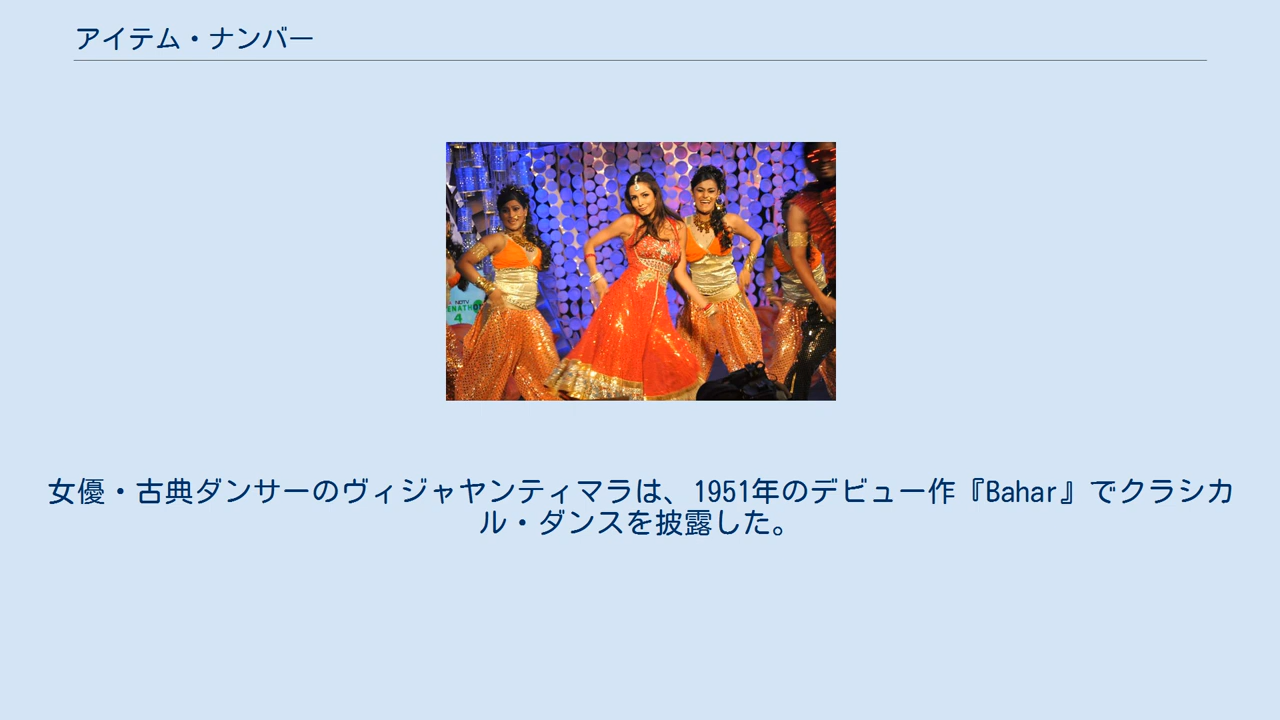 アイテム・ナンバー
NDTV
4
女優・古典ダンサーのヴィジャヤンティマラは、1951年のデビュー作『Bahar』でクラシカ
ル・ダンスを披露した。